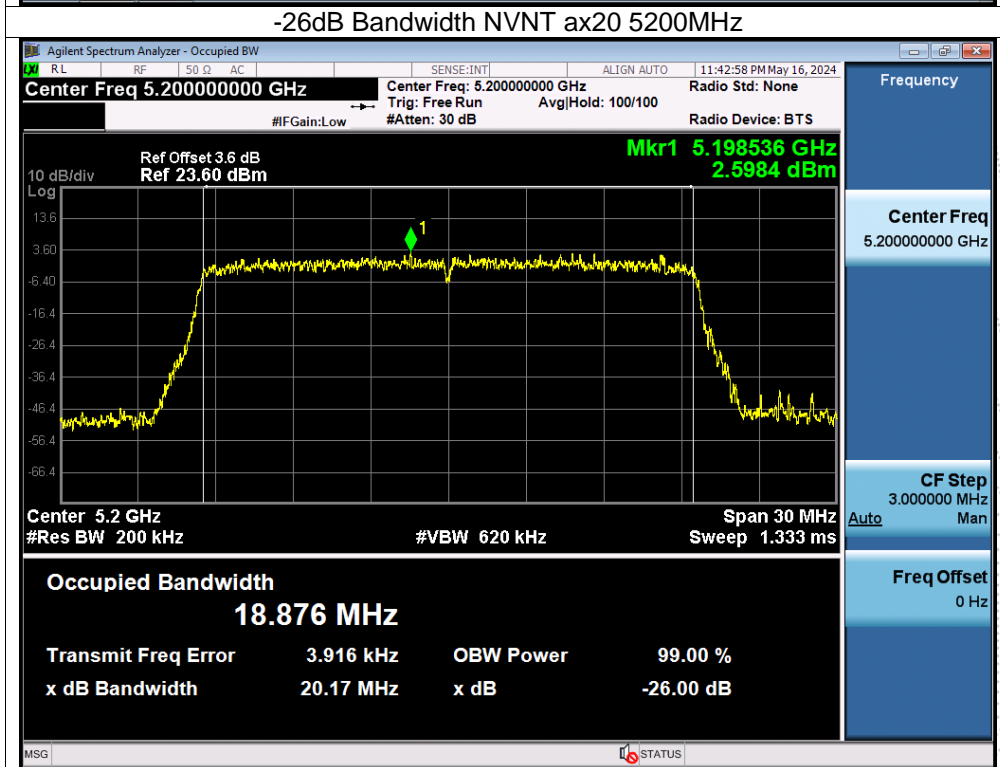 -26dB Bandwidth NVNT ax20 5200MHz
Agilent Spectrum Analyzer - Occupied BW
LXI RL RF 50 Ω AC SENSE:INT ALIGN AUTO 11:42:58 PM May 16, 2024
Center Freq 5.200000000 GHz Center Freq: 5.200000000 GHz Radio Std: None
Trig: Free Run Avg|Hold: 100/100
#IFGain:Low #Atten: 30 dB Radio Device: BTS
Frequency
Mkr1 5.198536 GHz
2.5984 dBm
Ref Offset 3.6 dB
10 dB/div Ref 23.60 dBm
Log
13.6
1
3.60
-6.40
-16.4
-26.4
-36.4
-46.4
-56.4
-66.4
Center 5.2 GHz Span 30 MHz
#Res BW 200 kHz #VBW 620 kHz Sweep 1.333 ms
Center Freq
5.200000000 GHz
CF Step
3.000000 MHz
Auto Man
Freq Offset
0 Hz
Occupied Bandwidth
18.876 MHz
Transmit Freq Error 3.916 kHz OBW Power 99.00 %
x dB Bandwidth 20.17 MHz x dB -26.00 dB
MSG STATUS